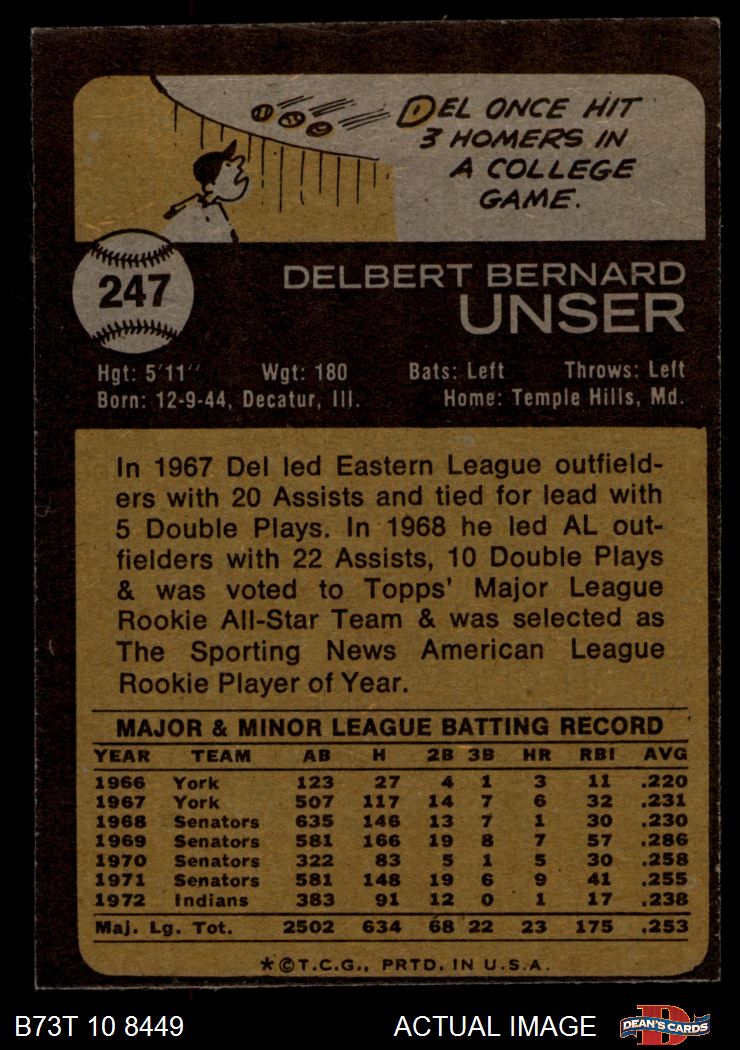 DEL ONCE HIT
3 HOMERS IN
A COLLEGE
GAME.
247
DELBERT BERNARD
UNSER
Hgt: 5'11" Wgt: 180 Bats: Left Throws: Left
Born: 12-9-44, Decatur, Ill. Home: Temple Hills, Md.
In 1967 Del led Eastern League outfield-
ers with 20 Assists and tied for lead with
5 Double Plays. In 1968 he led AL out-
fielders with 22 Assists, 10 Double Plays
& was voted to Topps' Major League
Rookie All-Star Team & was selected as
The Sporting News American League
Rookie Player of Year.
MAJOR & MINOR LEAGUE BATTING RECORD
YEAR TEAM AB H 2B 3B HR RBI AVG
1966 York 123 27 4 1 3 11 .220
1967 York 507 117 14 7 6 32 .231
1968 Senators 635 146 13 7 1 30 .230
1969 Senators 581 166 19 8 7 57 .286
1970 Senators 322 83 5 1 5 30 .258
1971 Senators 581 148 19 6 9 41 .255
1972 Indians 383 91 12 0 1 17 .238
Maj. Lg. Tot. 2502 634 68 22 23 175 .253
*©T.C.G., PRTD. IN U.S.A.
B73T 10 8449 ACTUAL IMAGE DEAN'S CARDS